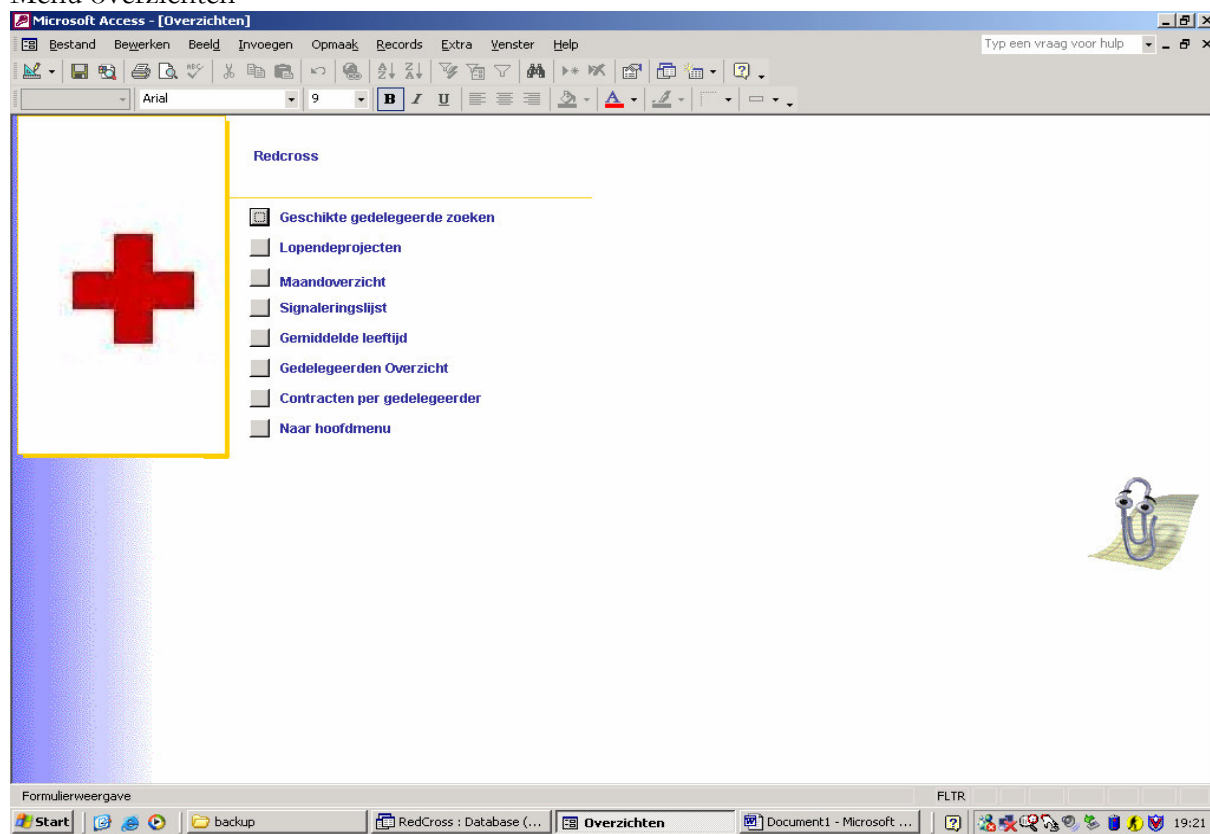 Menu overzichten
Microsoft Access - [Overzichten]
Bestand Bewerken Beeld Invoegen Opmaak Records Extra Venster Help Typ een vraag voor hulp
Arial 9 B I U A
Redcross
Geschikte gedelegeerde zoeken
Lopendeprojecten
Maandoverzicht
Signaleringslijst
Gemiddelde leeftijd
Gedelegeerden Overzicht
Contracten per gedelegeerder
Naar hoofdmenu
Formulierweergave FLTR
Start backup RedCross : Database (... Overzichten Document1 - Microsoft ... 19:21